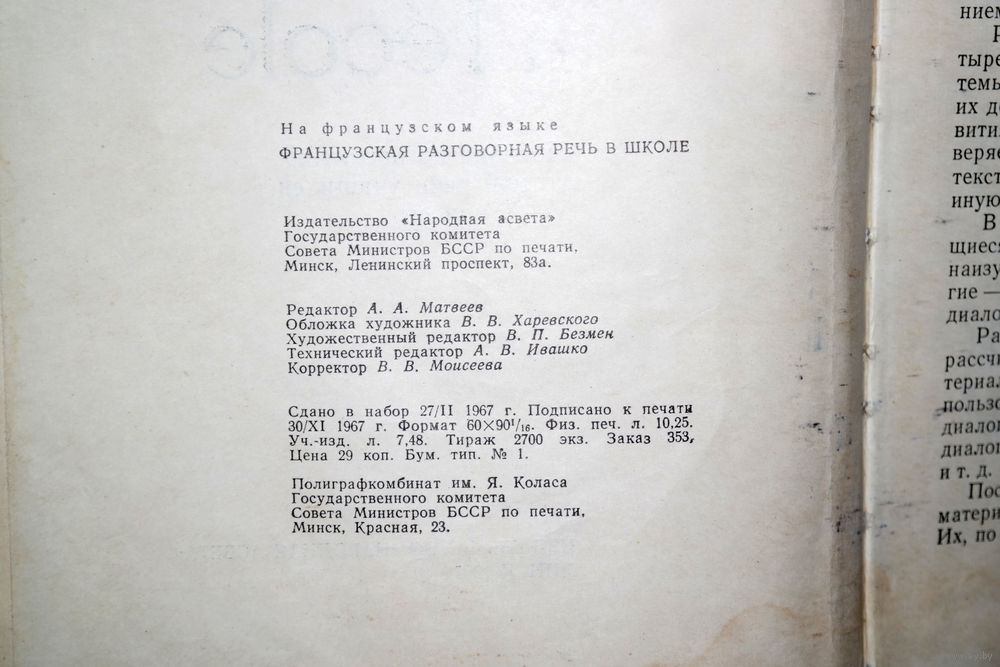 На французском языке
ФРАНЦУЗСКАЯ РАЗГОВОРНАЯ РЕЧЬ В ШКОЛЕ
Издательство «Народная асвета»
Государственного комитета
Совета Министров БССР по печати,
Минск, Ленинский проспект, 83а.
Редактор А. А. Матвеев
Обложка художника В. В. Харевского
Художественный редактор В. П. Безмен
Технический редактор А. В. Ивашко
Корректор В. В. Моисеева
Сдано в набор 27/II 1967 г. Подписано к печати
30/XI 1967 г. Формат 60×90¹/₁₆. Физ. печ. л. 10,25.
Уч.-изд. л. 7,48. Тираж 2700 экз. Заказ 353,
Цена 29 коп. Бум. тип. № 1.
Полиграфкомбинат им. Я. Коласа
Государственного комитета
Совета Министров БССР по печати,
Минск, Красная, 23.
нием
тыре
темы
их д
вити
веряе
текст
иную
В
щиеся
наизу
гие —
диало
Ра
рассчи
териал
пользо
диалог
диалог
и т. д.
Пос
матери
Их, по